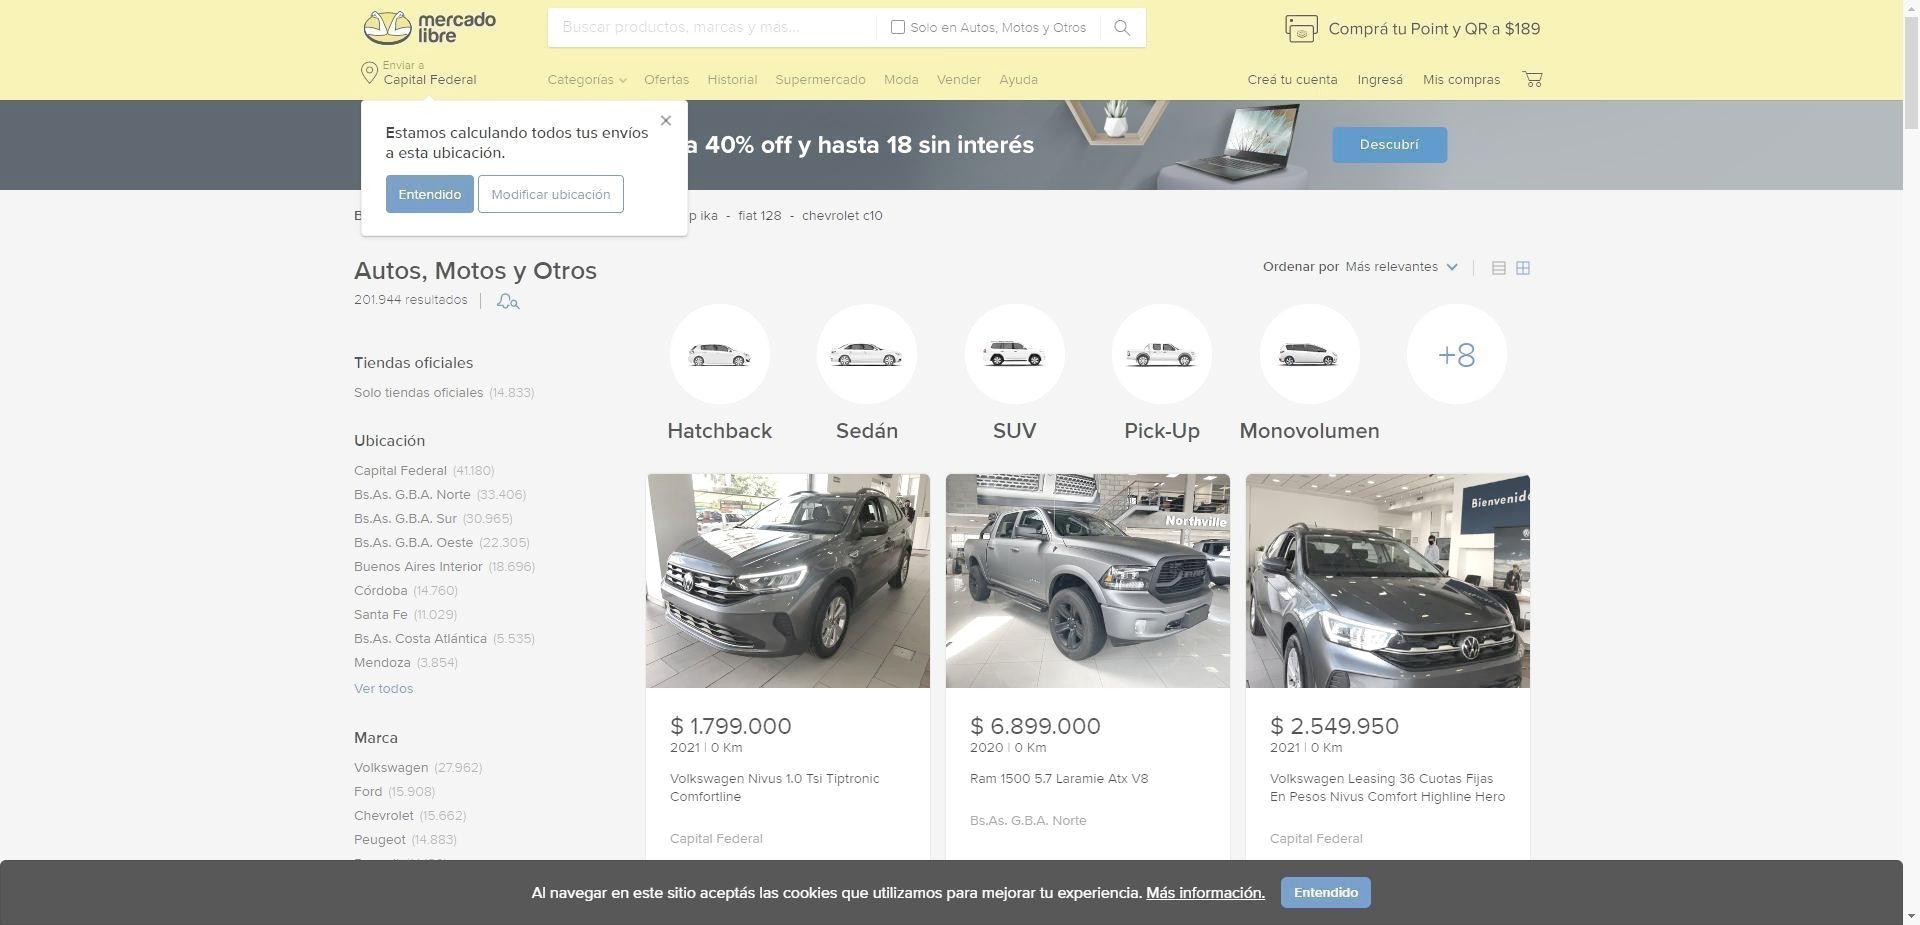 mercado
libre
Buscar productos, marcas y más...
Solo en Autos, Motos y Otros
Comprá tu Point y QR a $189
Enviar a
Capital Federal
Categorías Ofertas Historial Supermercado Moda Vender Ayuda
Creá tu cuenta Ingresá Mis compras
Estamos calculando todos tus envíos
a esta ubicación.
Entendido Modificar ubicación
a 40% off y hasta 18 sin interés
Descubrí
B
p ika - fiat 128 - chevrolet c10
Autos, Motos y Otros
201.944 resultados
Ordenar por Más relevantes
Tiendas oficiales
Solo tiendas oficiales (14.833)
Ubicación
Capital Federal (41.180)
Bs.As. G.B.A. Norte (33.406)
Bs.As. G.B.A. Sur (30.965)
Bs.As. G.B.A. Oeste (22.305)
Buenos Aires Interior (18.696)
Córdoba (14.760)
Santa Fe (11.029)
Bs.As. Costa Atlántica (5.535)
Mendoza (3.854)
Ver todos
Marca
Volkswagen (27.962)
Ford (15.908)
Chevrolet (15.662)
Peugeot (14.883)
+8
Hatchback Sedán SUV Pick-Up Monovolumen
Northville
Bienvenido
$ 1.799.000
2021 | 0 Km
Volkswagen Nivus 1.0 Tsi Tiptronic
Comfortline
Capital Federal
$ 6.899.000
2020 | 0 Km
Ram 1500 5.7 Laramie Atx V8
Bs.As. G.B.A. Norte
$ 2.549.950
2021 | 0 Km
Volkswagen Leasing 36 Cuotas Fijas
En Pesos Nivus Comfort Highline Hero
Capital Federal
Al navegar en este sitio aceptás las cookies que utilizamos para mejorar tu experiencia. Más información. Entendido